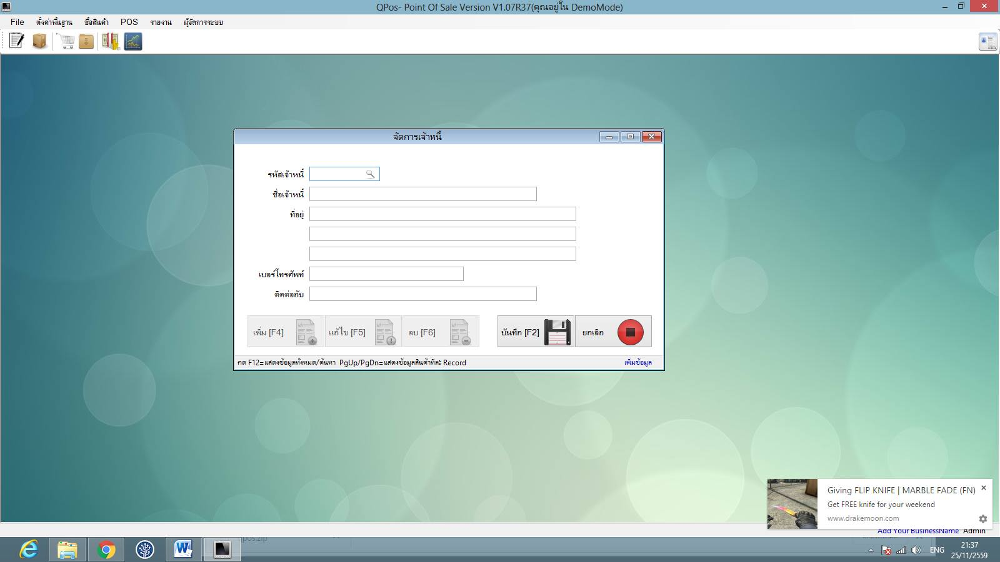 QPos- Point Of Sale Version V1.07R37(คุณอยู่ใน DemoMode)
File ตั้งค่าพื้นฐาน ซื้อสินค้า POS รายงาน ผู้จัดการระบบ
จัดการเจ้าหนี้
รหัสเจ้าหนี้
ชื่อเจ้าหนี้
ที่อยู่
เบอร์โทรศัพท์
ติดต่อกับ
เพิ่ม [F4] แก้ไข [F5] ลบ [F6] บันทึก [F2] ยกเลิก
กด F12=แสดงข้อมูลทั้งหมด/ค้นหา PgUp/PgDn=แสดงข้อมูลสินค้าทีละ Record เพิ่มข้อมูล
Giving FLIP KNIFE | MARBLE FADE (FN)
Get FREE knife for your weekend
www.drakemoon.com
Add Your BusinessName Admin
pos.zip
ENG
21:37
25/11/2559